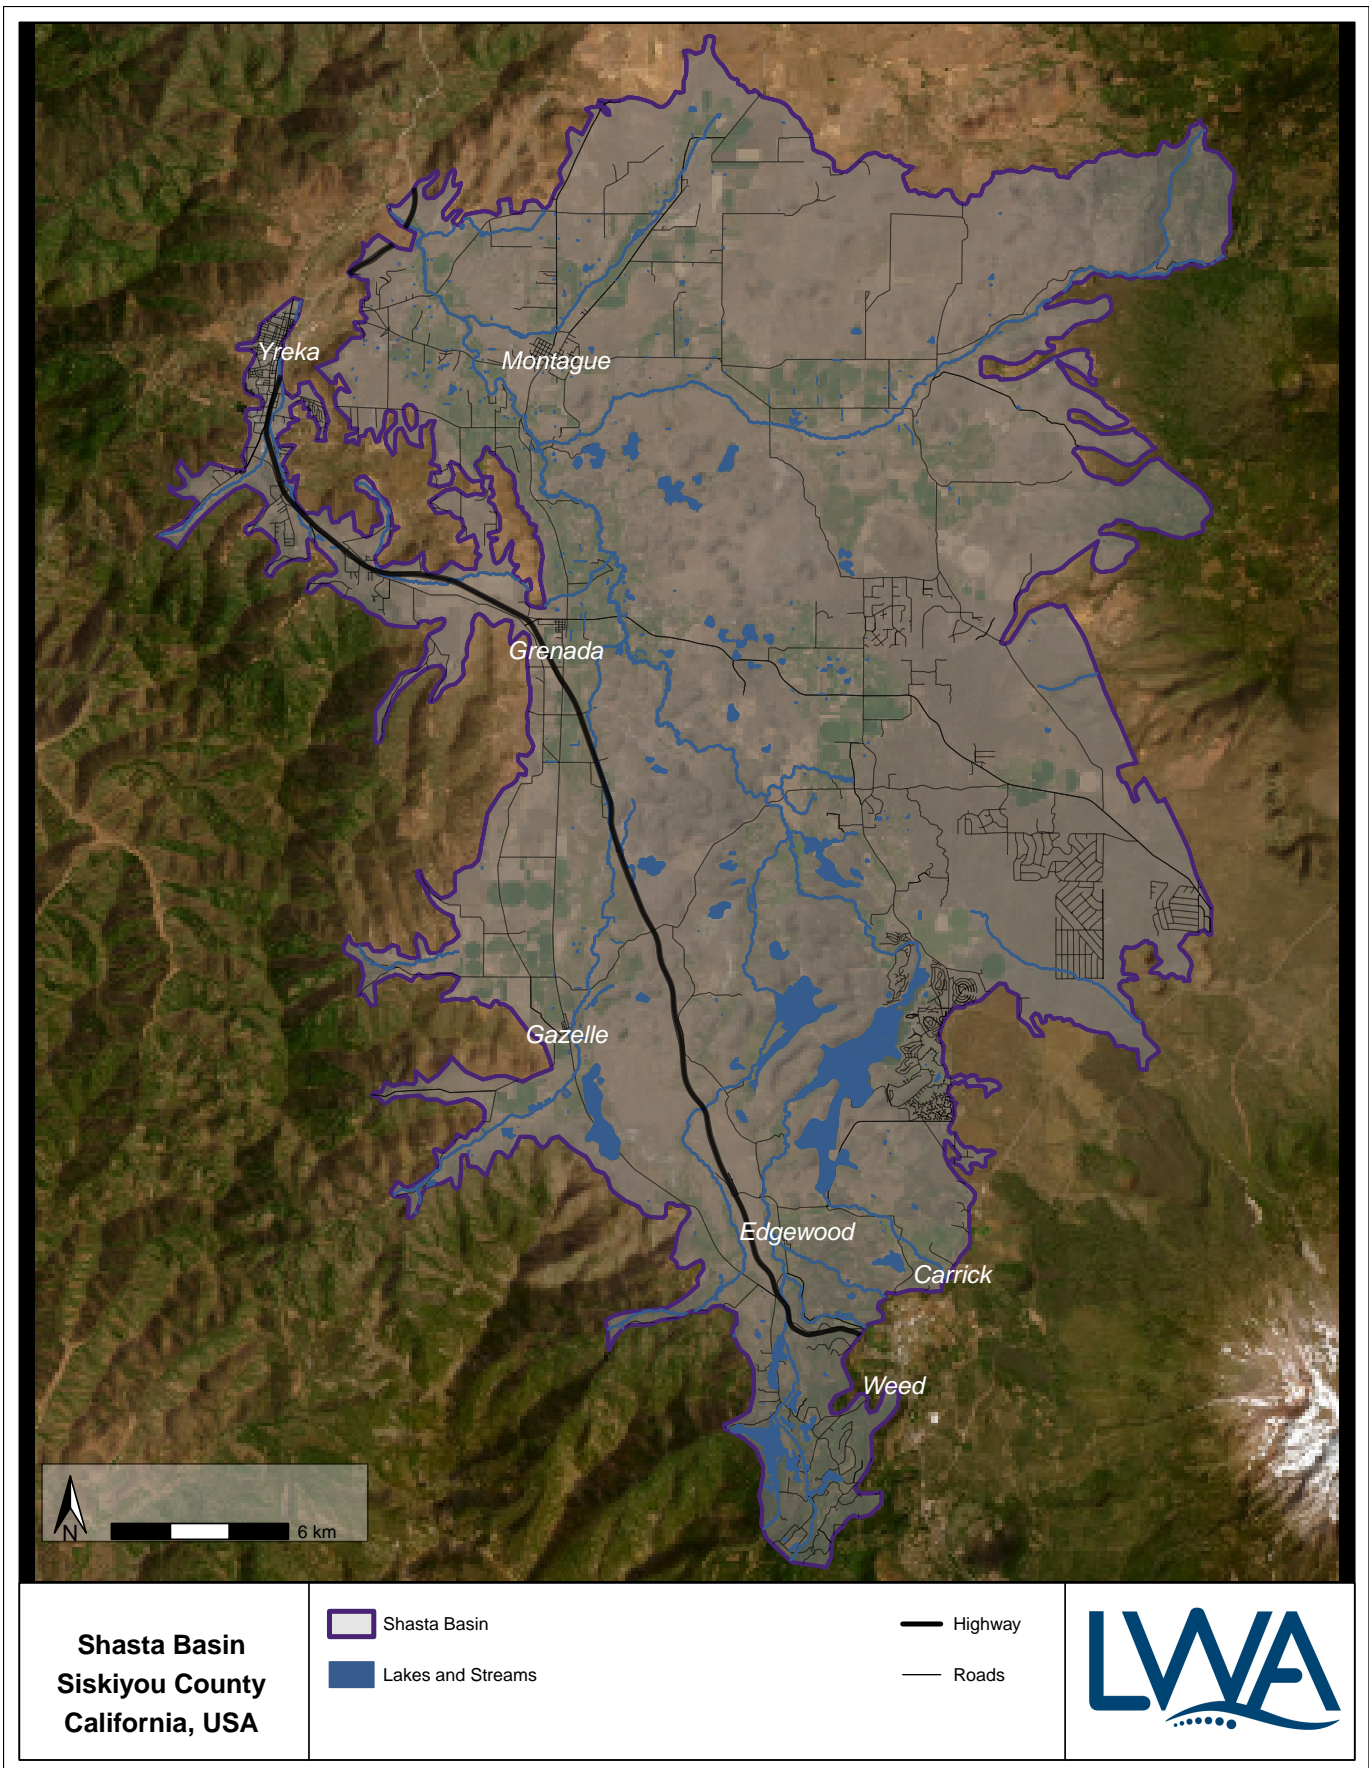 Yreka
Montague
Grenada
Gazelle
Edgewood
Carrick
Weed
N
6 km
Shasta Basin
Siskiyou County
California, USA
Shasta Basin
Lakes and Streams
Highway
Roads
LWA